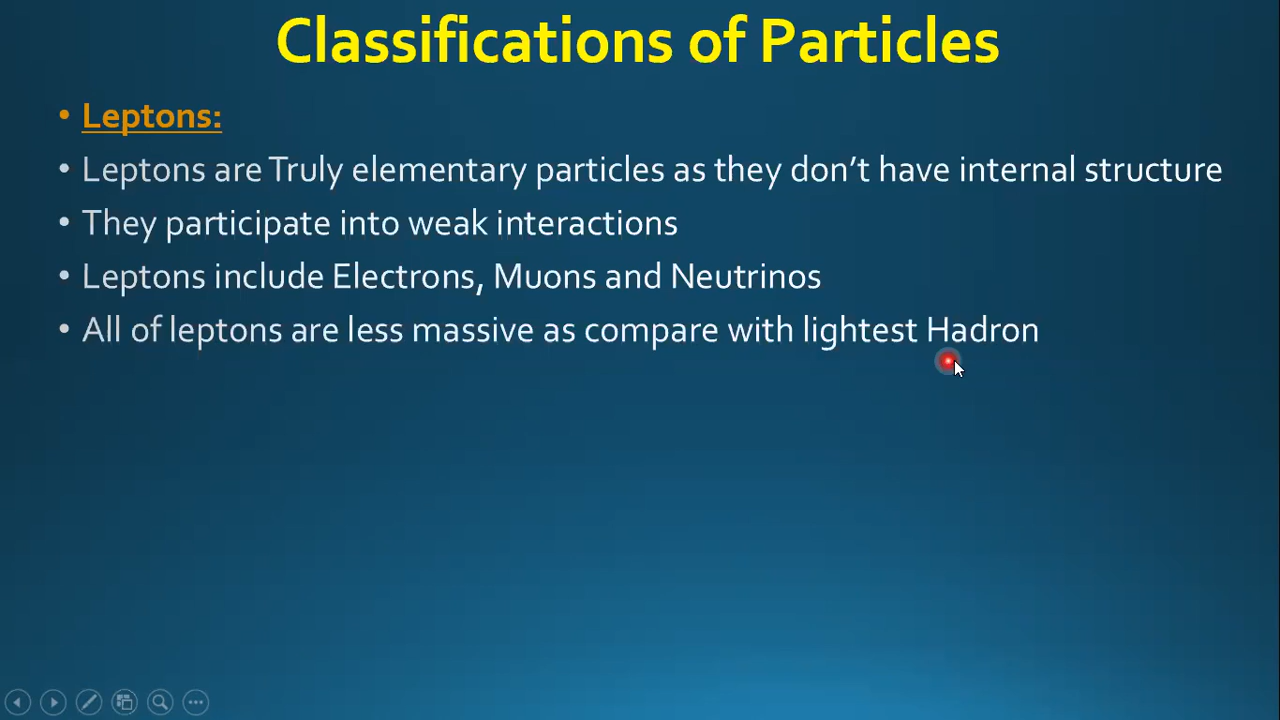 Classifications of Particles
• Leptons:
• Leptons are Truly elementary particles as they don’t have internal structure
• They participate into weak interactions
• Leptons include Electrons, Muons and Neutrinos
• All of leptons are less massive as compare with lightest Hadron